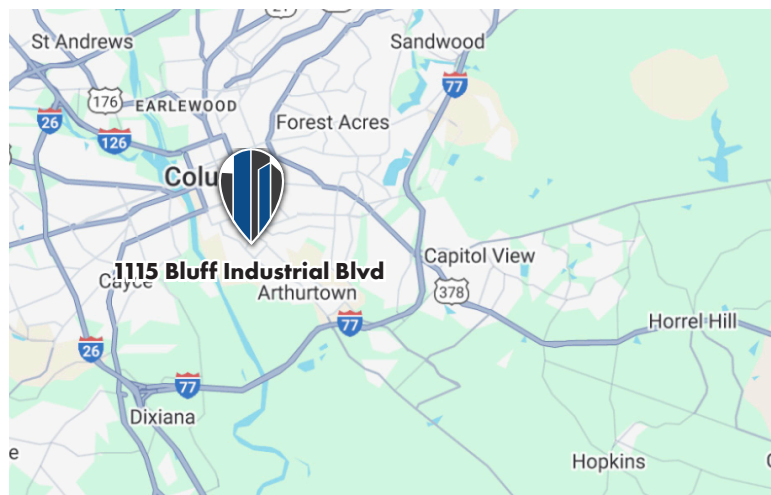 21
St Andrews
Sandwood
77
176
EARLEWOOD
26
Forest Acres
126
Colu
1115 Bluff Industrial Blvd
Capitol View
Cayce
Arthurtown
378
77
Horrel Hill
26
77
Dixiana
e
Hopkins